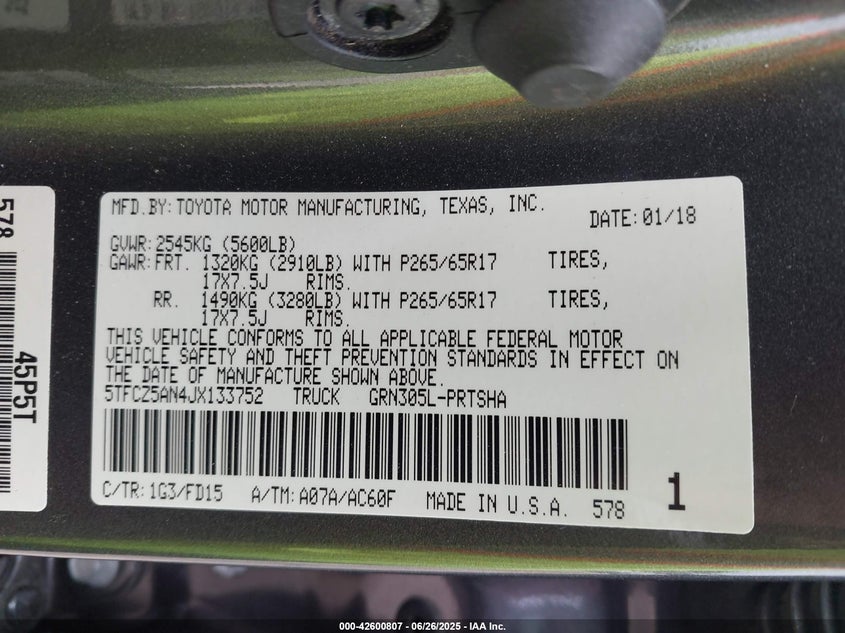 578
45P5T
MFD.BY: TOYOTA MOTOR MANUFACTURING, TEXAS, INC. DATE: 01/18
GVWR: 2545KG (5600LB)
GAWR: FRT. 1320KG (2910LB) WITH P265/65R17 TIRES,
17X7.5J RIMS.
RR. 1490KG (3280LB) WITH P265/65R17 TIRES,
17X7.5J RIMS.
THIS VEHICLE CONFORMS TO ALL APPLICABLE FEDERAL MOTOR
VEHICLE SAFETY AND THEFT PREVENTION STANDARDS IN EFFECT ON
THE DATE OF MANUFACTURE SHOWN ABOVE.
5TFCZ5AN4JX133752 TRUCK GRN305L-PRTSHA
C/TR: 1G3/FD15 A/TM: A07A/AC60F MADE IN U.S.A. 578 1
000-42600807 - 06/26/2025 - IAA Inc.